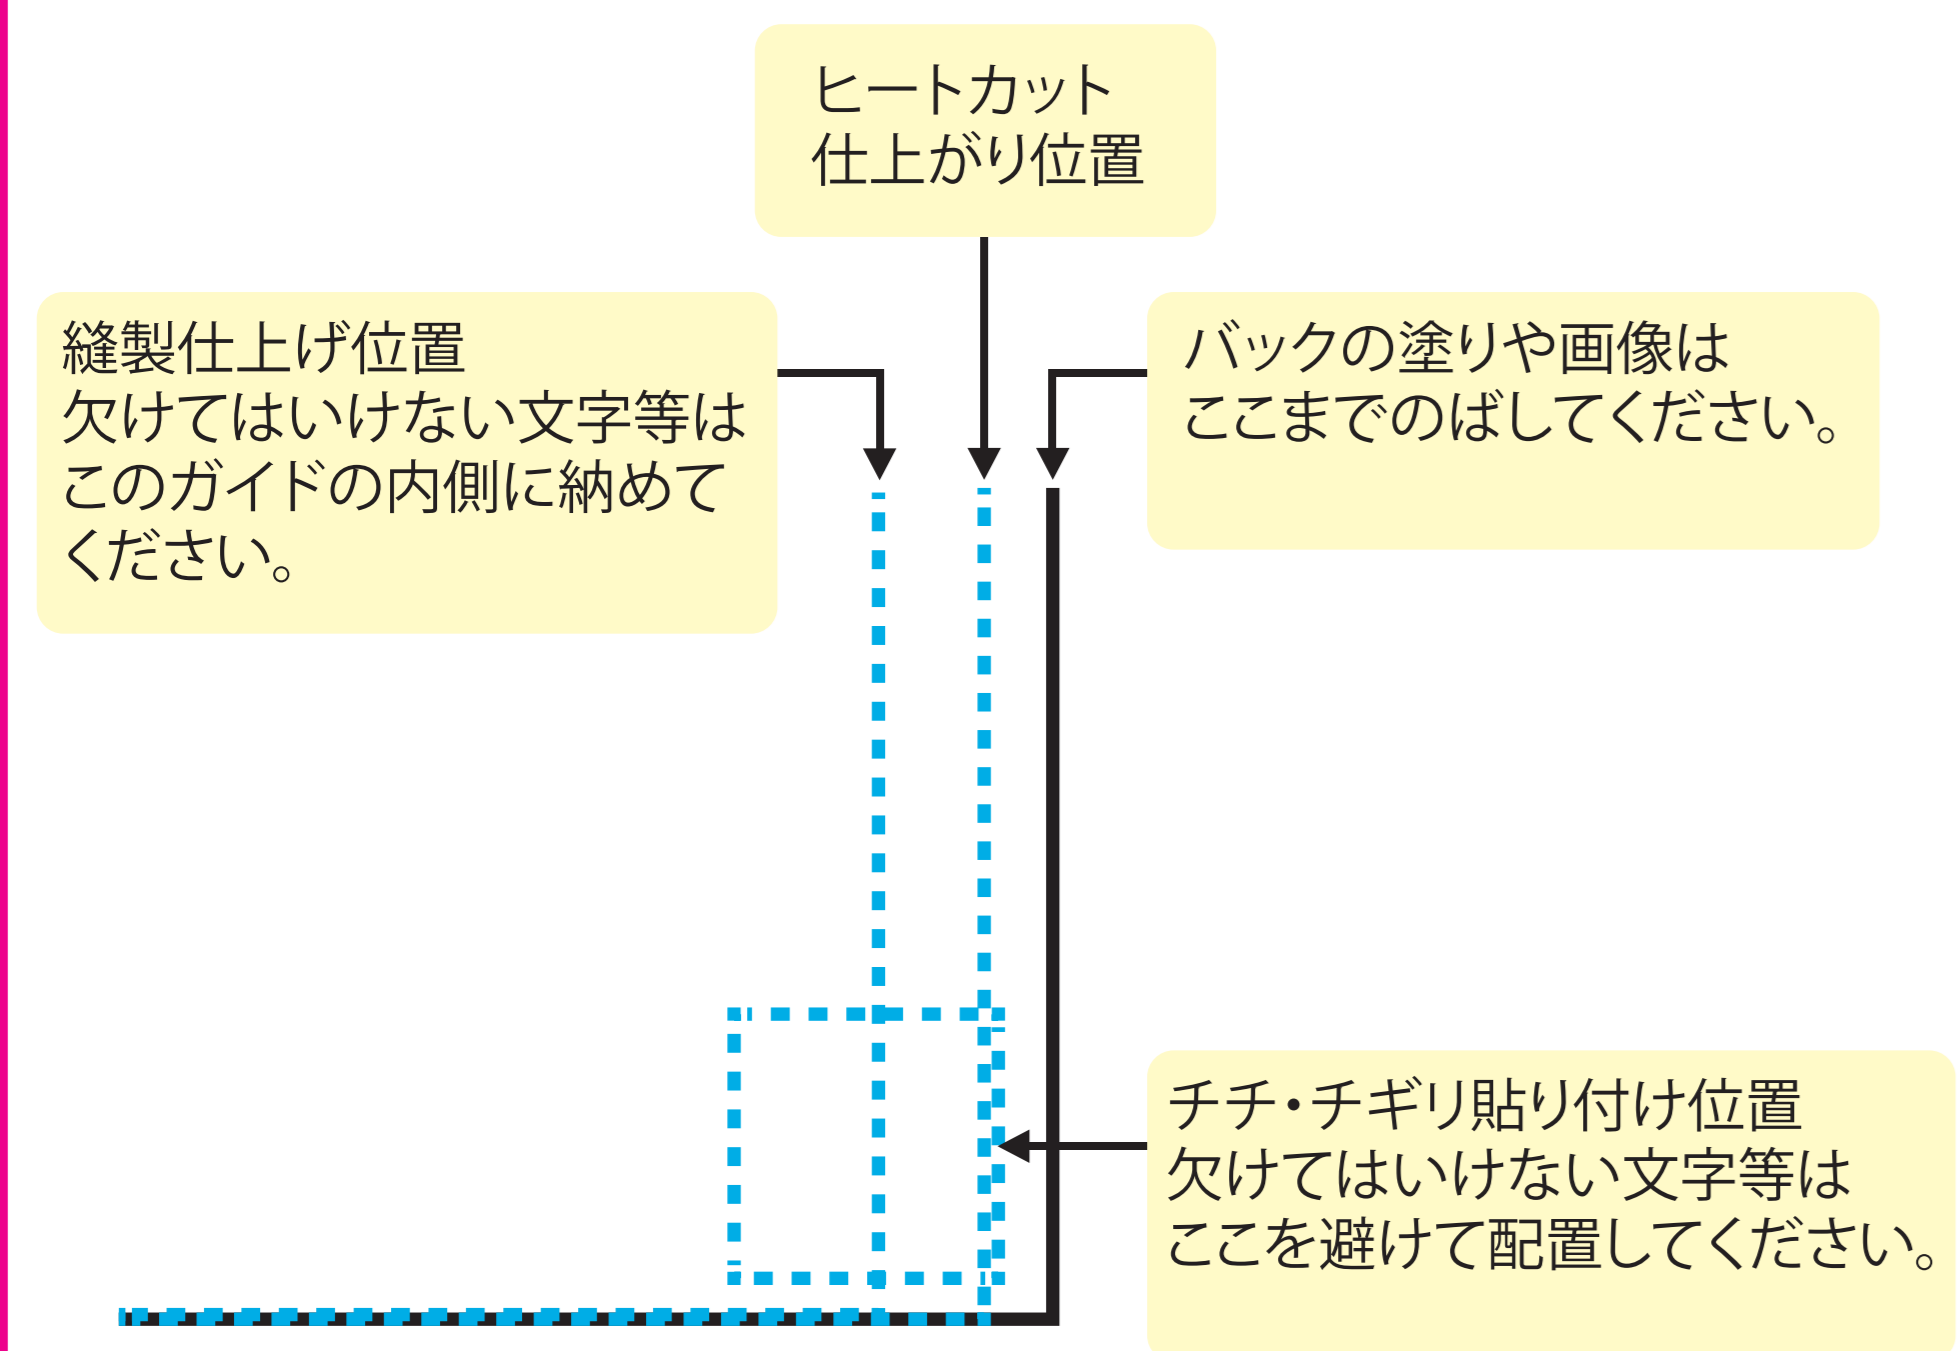 ヒートカット
仕上がり位置
縫製仕上げ位置
欠けてはいけない文字等は
このガイドの内側に納めて
ください。
バックの塗りや画像は
ここまでのばしてください。
チチ・チギリ貼り付け位置
欠けてはいけない文字等は
ここを避けて配置してください。